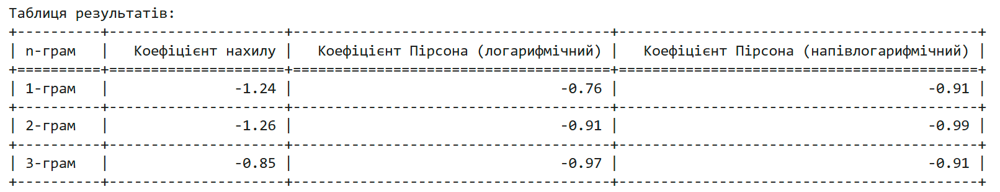 Таблиця результатів:
+----------+---------------------+--------------------------------------+-------------------------------------------+
| n-грам   |   Коефіцієнт нахилу |   Коефіцієнт Пірсона (логарифмічний) |   Коефіцієнт Пірсона (напівлогарифмічний) |
+==========+=====================+======================================+===========================================+
| 1-грам   |               -1.24 |                                -0.76 |                                     -0.91 |
+----------+---------------------+--------------------------------------+-------------------------------------------+
| 2-грам   |               -1.26 |                                -0.91 |                                     -0.99 |
+----------+---------------------+--------------------------------------+-------------------------------------------+
| 3-грам   |               -0.85 |                                -0.97 |                                     -0.91 |
+----------+---------------------+--------------------------------------+-------------------------------------------+